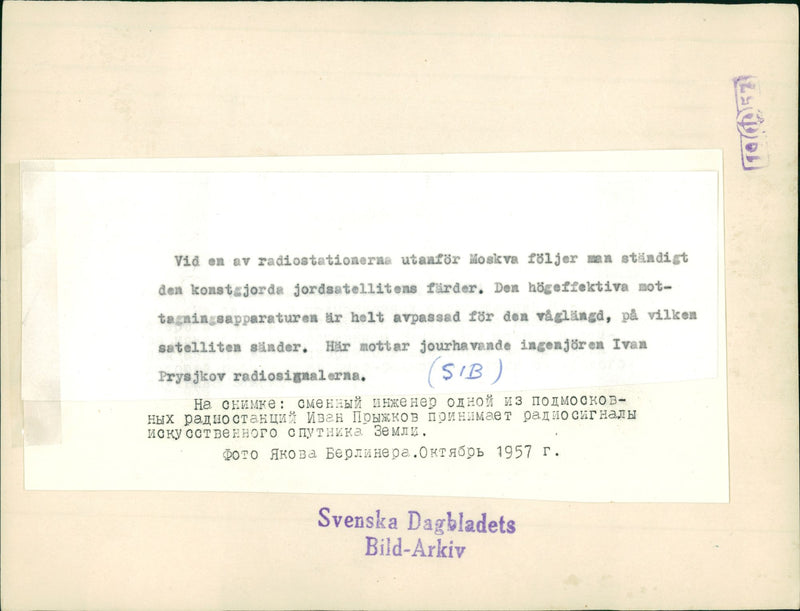 Vid en av radiostationerna utanför Moskva följer man ständigt
den konstgjorda jordsatellitens färder. Den högeffektiva mot-
tagningsapparaturen är helt avpassad för den våglängd, på vilken
satelliten sänder. Här mottar jourhavande ingenjören Ivan
Prysjkov radiosignalerna.
(SIB)
На снимке: сменный инженер одной из подмосков-
ных радиостанций Иван Прыжков принимает радиосигналы
искусственного спутника Земли.
Фото Якова Берлинера.Октябрь 1957 г.
Svenska Dagbladets
Bild-Arkiv